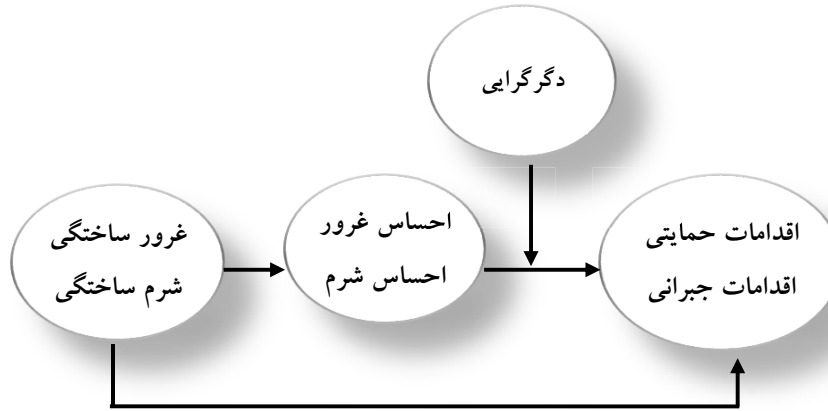 دگرگرایی
غرور ساختگی
شرم ساختگی
احساس غرور
احساس شرم
اقدامات حمایتی
اقدامات جبرانی